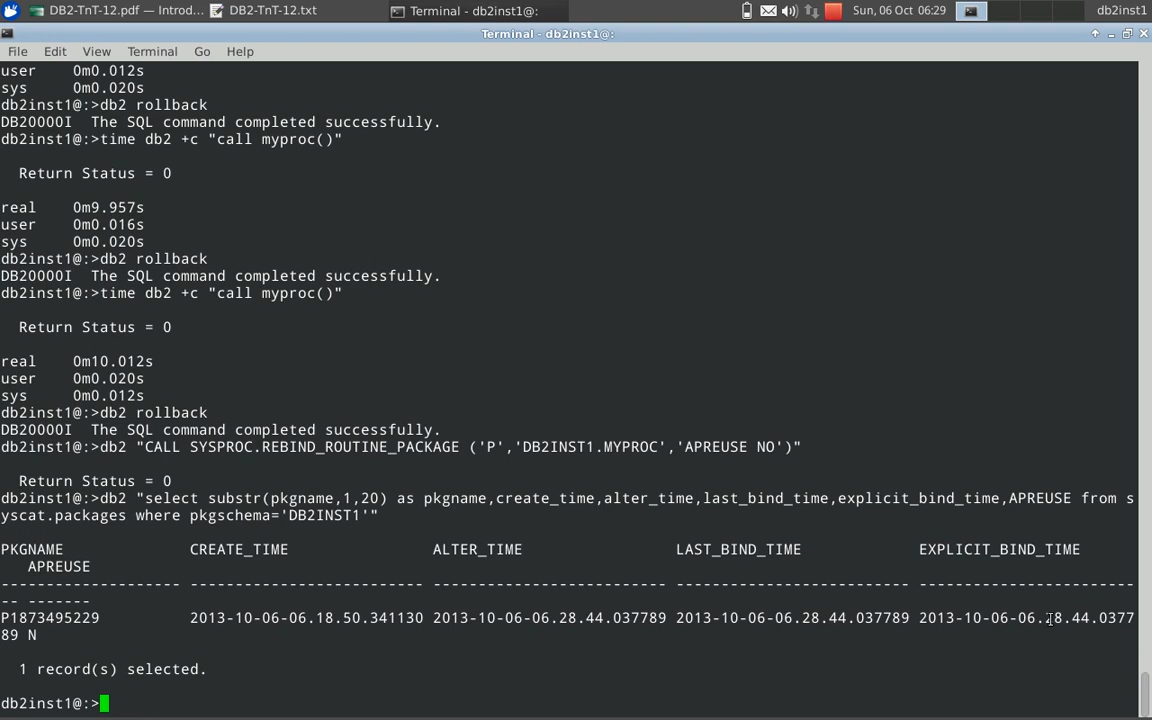 DB2-TnT-12.pdf — Introd... DB2-TnT-12.txt Terminal - db2inst1@: Sun, 06 Oct 06:29 db2inst1
Terminal - db2inst1@:
File Edit View Terminal Go Help
user    0m0.012s
sys     0m0.020s
db2inst1@:>db2 rollback
DB20000I  The SQL command completed successfully.
db2inst1@:>time db2 +c "call myproc()"
  Return Status = 0
real    0m9.957s
user    0m0.016s
sys     0m0.020s
db2inst1@:>db2 rollback
DB20000I  The SQL command completed successfully.
db2inst1@:>time db2 +c "call myproc()"
  Return Status = 0
real    0m10.012s
user    0m0.020s
sys     0m0.012s
db2inst1@:>db2 rollback
DB20000I  The SQL command completed successfully.
db2inst1@:>db2 "CALL SYSPROC.REBIND_ROUTINE_PACKAGE ('P','DB2INST1.MYPROC','APREUSE NO')"
  Return Status = 0
db2inst1@:>db2 "select substr(pkgname,1,20) as pkgname,create_time,alter_time,last_bind_time,explicit_bind_time,APREUSE from s
yscat.packages where pkgschema='DB2INST1'"
PKGNAME              CREATE_TIME                ALTER_TIME                 LAST_BIND_TIME             EXPLICIT_BIND_TIME
   APREUSE
-------------------- -------------------------- -------------------------- -------------------------- ------------------------
-- -------
P1873495229          2013-10-06-06.18.50.341130 2013-10-06-06.28.44.037789 2013-10-06-06.28.44.037789 2013-10-06-06.28.44.0377
89 N
  1 record(s) selected.
db2inst1@:>